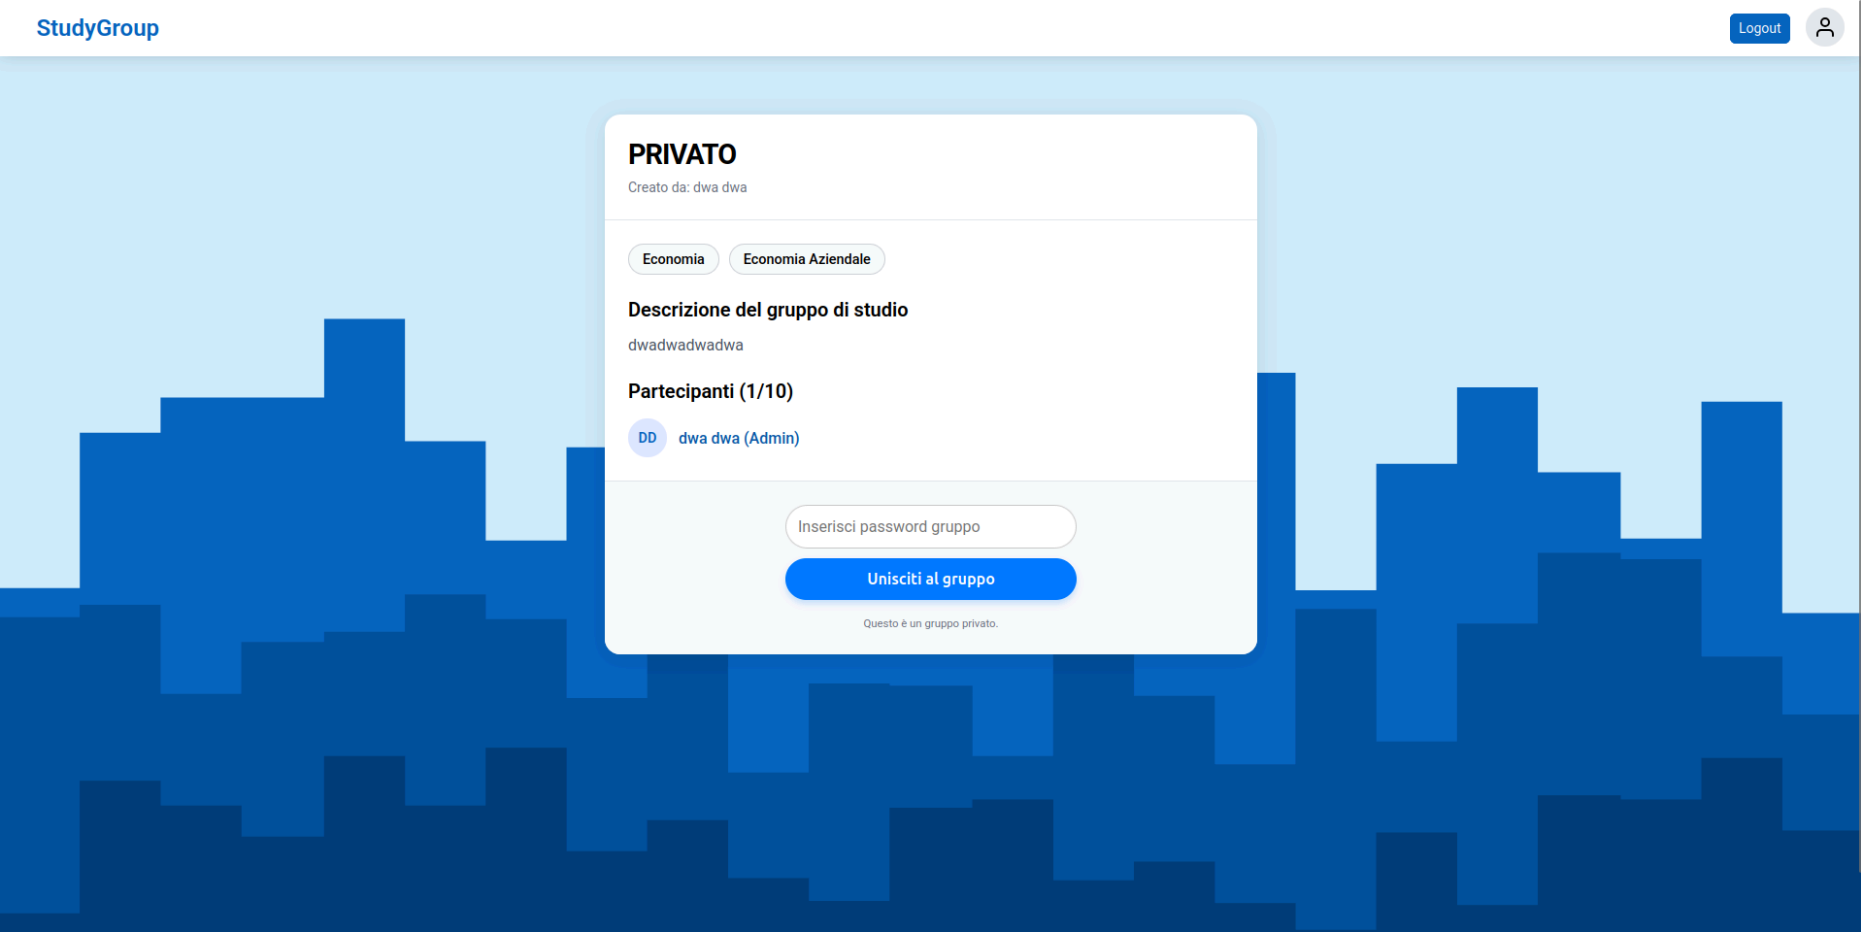 StudyGroup
Logout
PRIVATO
Creato da: dwa dwa
Economia
Economia Aziendale
Descrizione del gruppo di studio
dwadwadwadwa
Partecipanti (1/10)
DD
dwa dwa (Admin)
Inserisci password gruppo
Unisciti al gruppo
Questo è un gruppo privato.